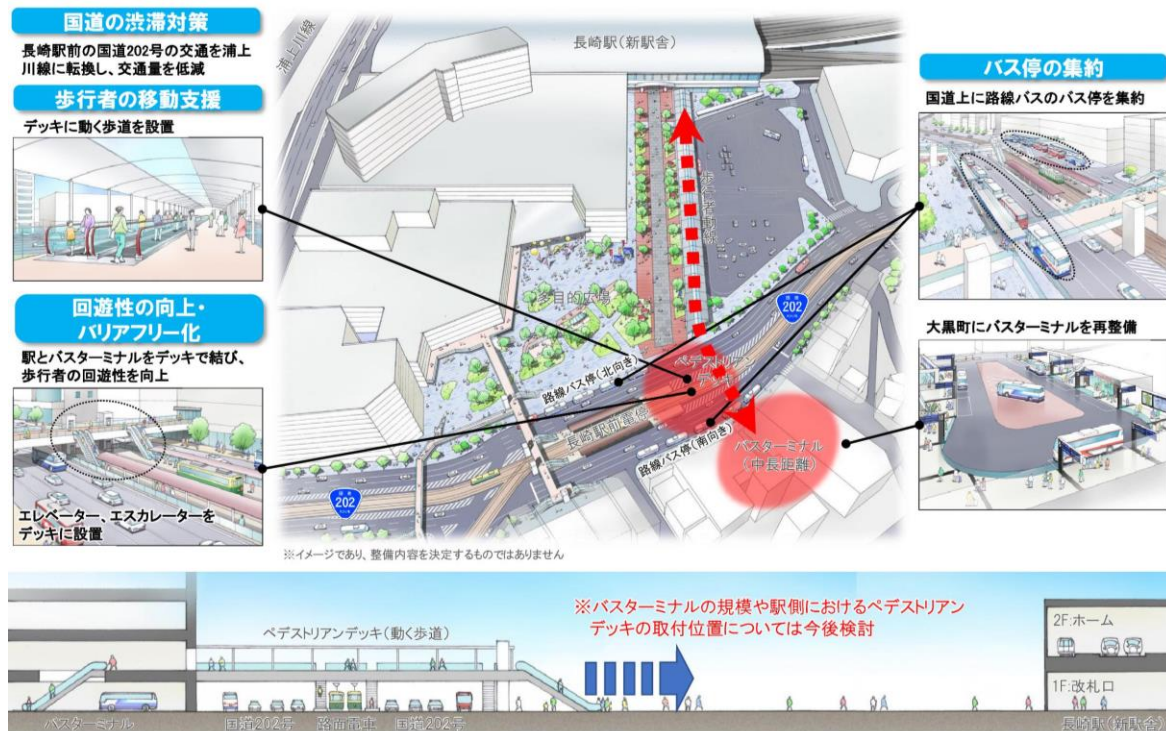 国道の渋滞対策
長崎駅前の国道202号の交通を浦上
川線に転換し、交通量を低減
歩行者の移動支援
デッキに動く歩道を設置
回遊性の向上・
バリアフリー化
駅とバスターミナルをデッキで結び、
歩行者の回遊性を向上
エレベーター、エスカレーターを
デッキに設置
浦上川線
長崎駅(新駅舎)
多目的広場
国道
202
ペデストリアン
デッキ
路線バス停(北向き)
長崎駅前電停
路線バス停(南向き)
バスターミナル
(中長距離)
国道
202
※イメージであり、整備内容を決定するものではありません
バス停の集約
国道上に路線バスのバス停を集約
大黒町にバスターミナルを再整備
※バスターミナルの規模や駅側におけるペデストリアン
デッキの取付位置については今後検討
ペデストリアンデッキ(動く歩道)
2F:ホーム
1F:改札口
バスターミナル
国道202号
路面電車
国道202号
長崎駅(新駅舎)